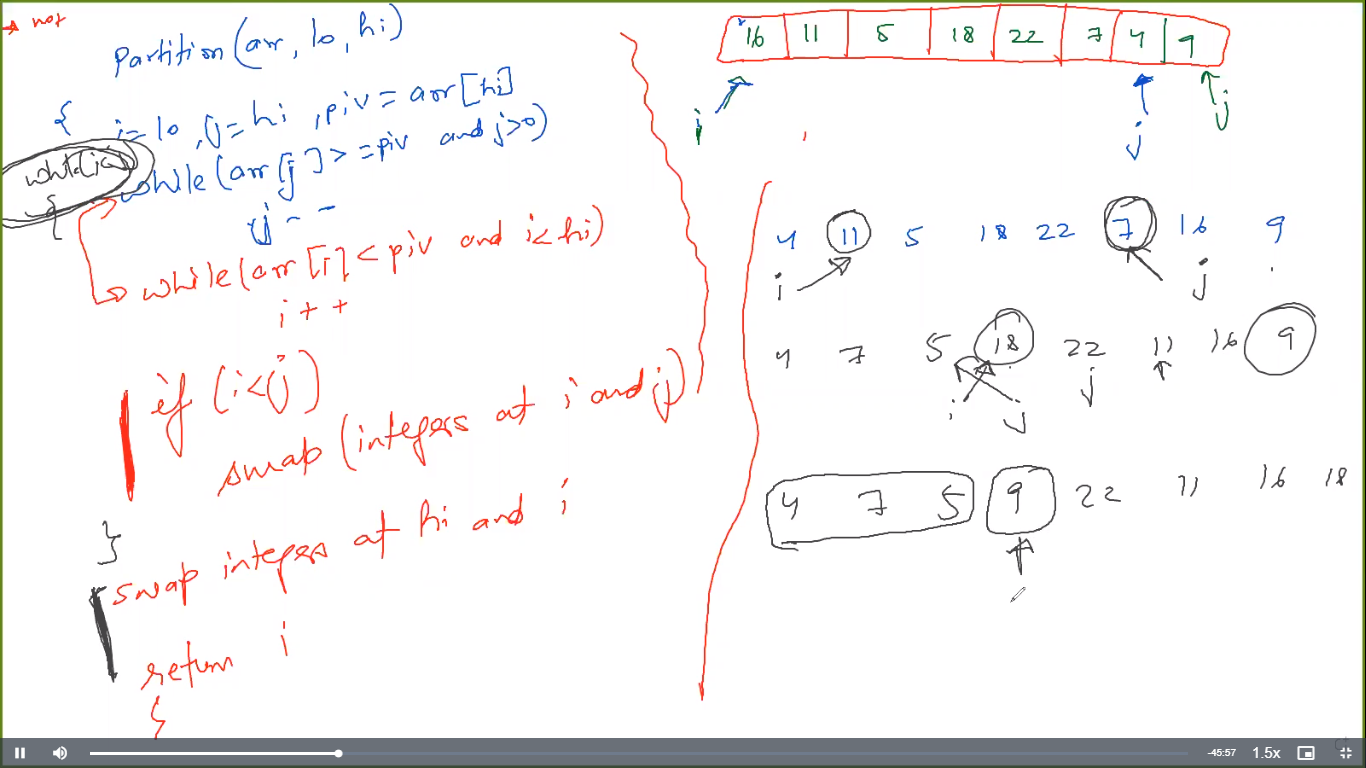 not
Partition (arr, lo, hi)
{
i = lo , j = hi , piv = arr [hi]
while (i<j)
while (arr [j] > = piv and j>0)
{
j - -
while (arr [i] < piv and i< hi)
i + +
if (i<j)
swap (integers at i and j)
}
swap integers at hi and i
return i
}
16 11 5 18 22 7 4 9
i j j
4 11 5 18 22 7 16 9
i j
4 7 5 18 22 11 16 9
i j j
4 7 5 9 22 11 16 18
-45:57 1.5x